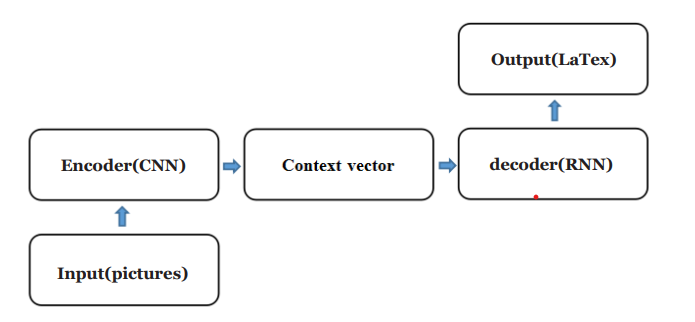 Output(LaTex)
Encoder(CNN)
Context vector
decoder(RNN)
Input(pictures)